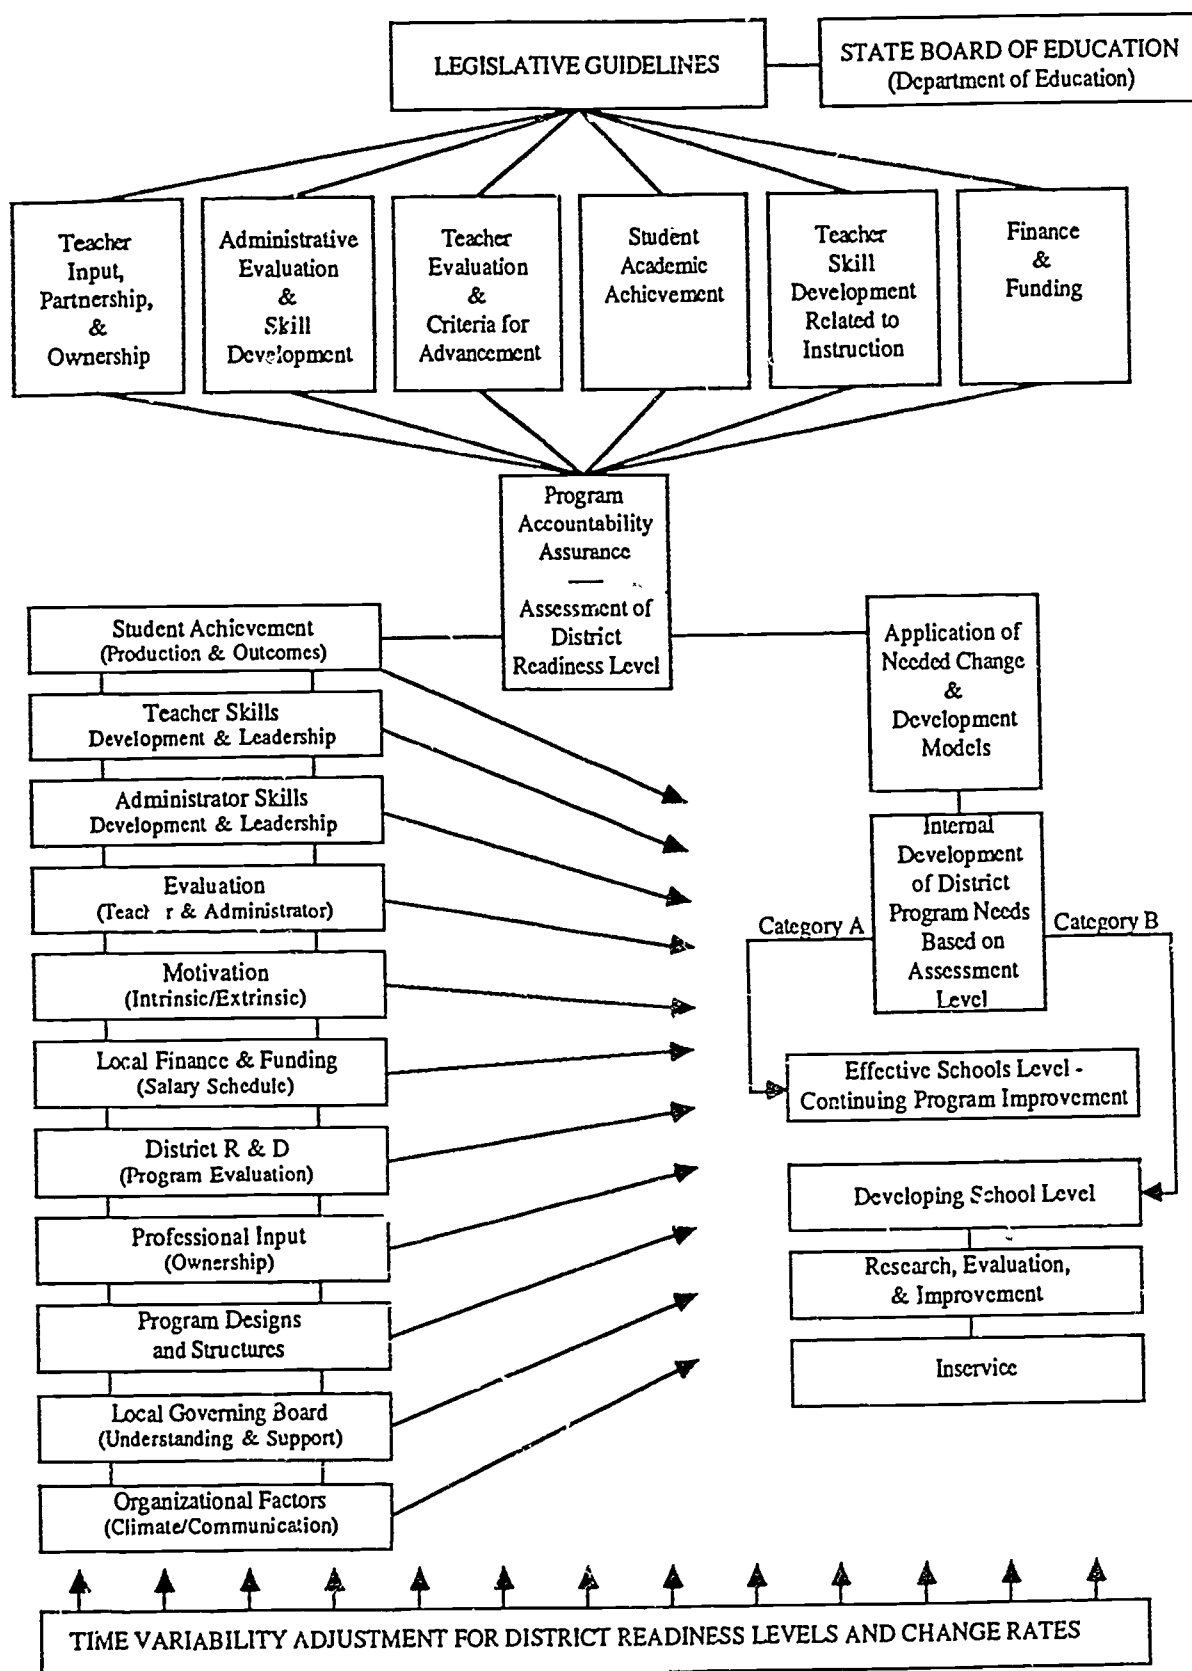 LEGISLATIVE GUIDELINES
STATE BOARD OF EDUCATION
(Department of Education)
Teacher
Input,
Partnership,
&
Ownership
Administrative
Evaluation
&
Skill
Development
Teacher
Evaluation
&
Criteria for
Advancement
Student
Academic
Achievement
Teacher
Skill
Development
Related to
Instruction
Finance
&
Funding
Program
Accountability
Assurance
Assessment of
District
Readiness Level
Student Achievement
(Production & Outcomes)
Teacher Skills
Development & Leadership
Administrator Skills
Development & Leadership
Evaluation
(Teach r & Administrator)
Motivation
(Intrinsic/Extrinsic)
Local Finance & Funding
(Salary Schedule)
District R & D
(Program Evaluation)
Professional Input
(Ownership)
Program Designs
and Structures
Local Governing Board
(Understanding & Support)
Organizational Factors
(Climate/Communication)
Application of
Needed Change
&
Development
Models
Internal
Development
of District
Program Needs
Based on
Assessment
Level
Category A
Category B
Effective Schools Level -
Continuing Program Improvement
Developing School Level
Research, Evaluation,
& Improvement
Inservice
TIME VARIABILITY ADJUSTMENT FOR DISTRICT READINESS LEVELS AND CHANGE RATES